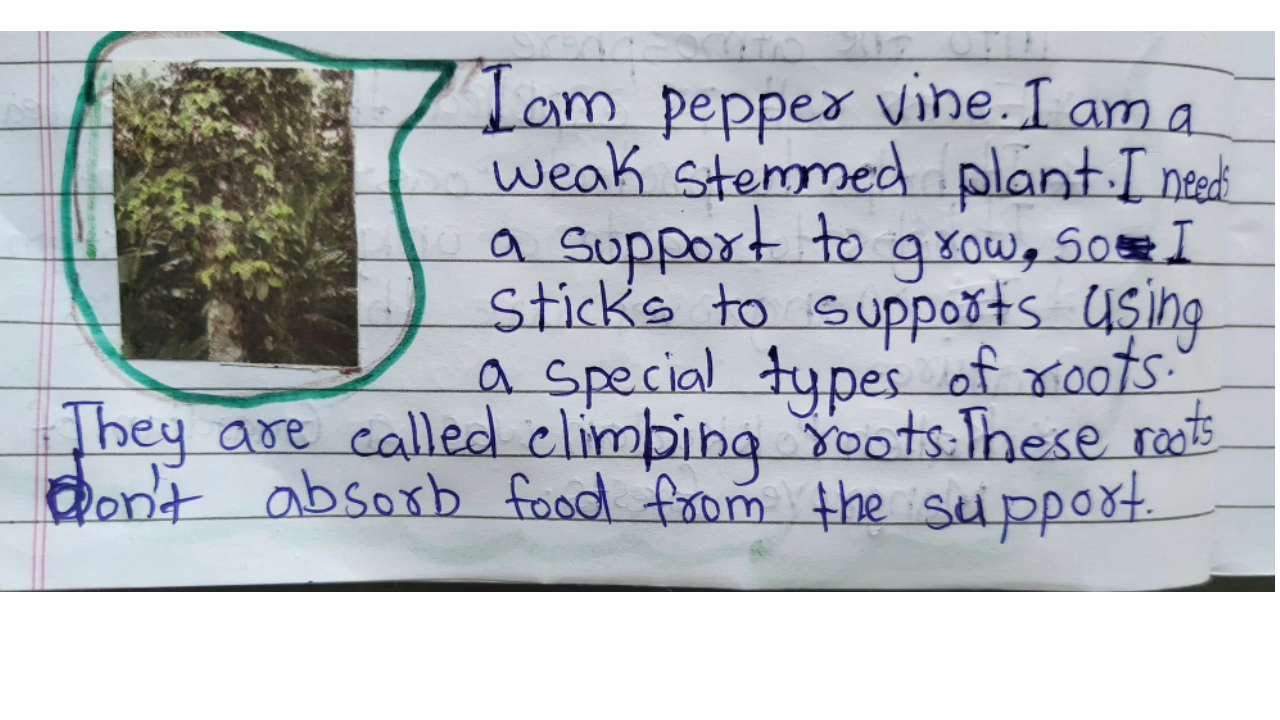 I am pepper vine. I am a
weak stemmed plant. I needs
a support to grow, so I
sticks to supports using
a special types of roots.
They are called climbing roots. These roots
don't absorb food from the support.